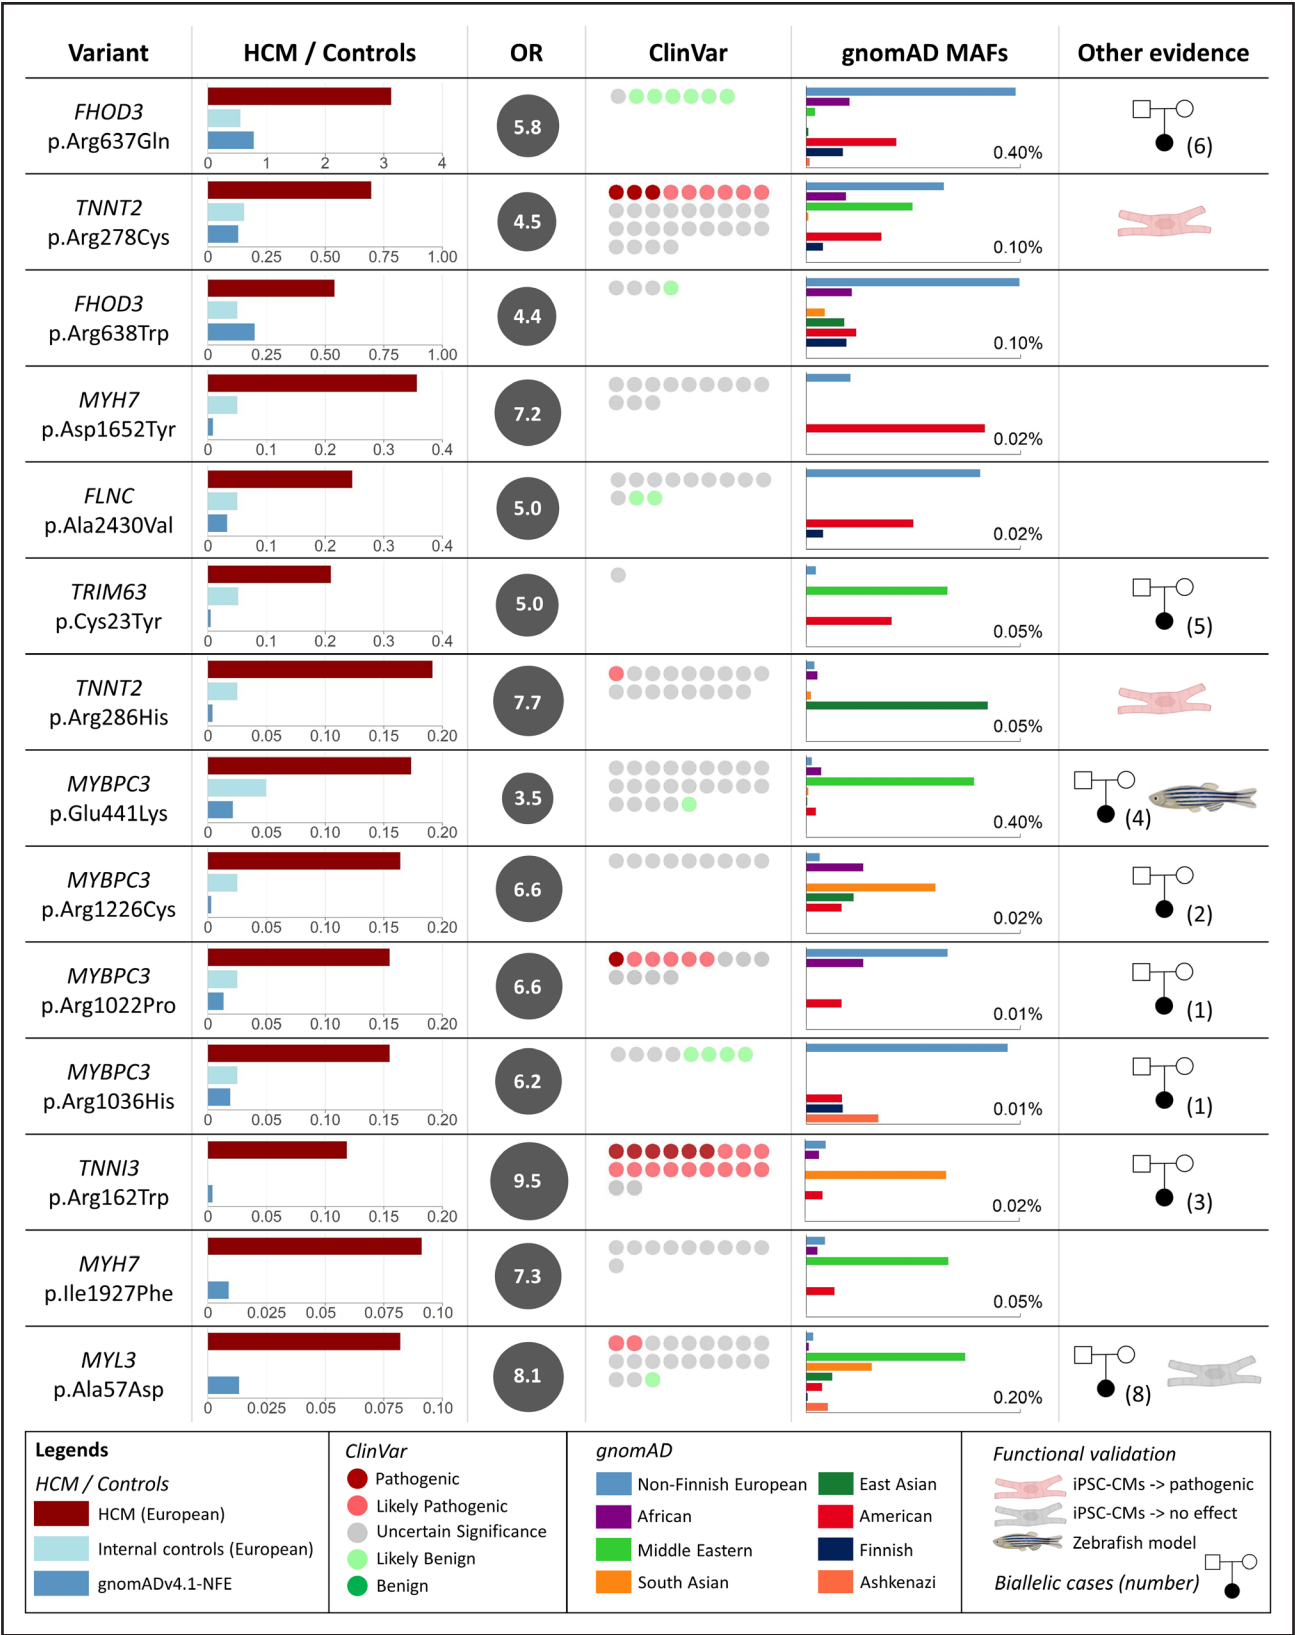 Variant HCM / Controls OR ClinVar gnomAD MAFs Other evidence
FHOD3
p.Arg637Gln
0 1 2 3 4
5.8
0.40%
(6)
TNNT2
p.Arg278Cys
0 0.25 0.50 0.75 1.00
4.5
0.10%
FHOD3
p.Arg638Trp
0 0.25 0.50 0.75 1.00
4.4
0.10%
MYH7
p.Asp1652Tyr
0 0.1 0.2 0.3 0.4
7.2
0.02%
FLNC
p.Ala2430Val
0 0.1 0.2 0.3 0.4
5.0
0.02%
TRIM63
p.Cys23Tyr
0 0.1 0.2 0.3 0.4
5.0
0.05%
(5)
TNNT2
p.Arg286His
0 0.05 0.10 0.15 0.20
7.7
0.05%
MYBPC3
p.Glu441Lys
0 0.05 0.10 0.15 0.20
3.5
0.40%
(4)
MYBPC3
p.Arg1226Cys
0 0.05 0.10 0.15 0.20
6.6
0.02%
(2)
MYBPC3
p.Arg1022Pro
0 0.05 0.10 0.15 0.20
6.6
0.01%
(1)
MYBPC3
p.Arg1036His
0 0.05 0.10 0.15 0.20
6.2
0.01%
(1)
TNNI3
p.Arg162Trp
0 0.05 0.10 0.15 0.20
9.5
0.02%
(3)
MYH7
p.Ile1927Phe
0 0.025 0.050 0.075 0.10
7.3
0.05%
MYL3
p.Ala57Asp
0 0.025 0.050 0.075 0.10
8.1
0.20%
(8)
Legends
HCM / Controls
HCM (European)
Internal controls (European)
gnomADv4.1-NFE
ClinVar
Pathogenic
Likely Pathogenic
Uncertain Significance
Likely Benign
Benign
gnomAD
Non-Finnish European
African
Middle Eastern
South Asian
East Asian
American
Finnish
Ashkenazi
Functional validation
iPSC-CMs -> pathogenic
iPSC-CMs -> no effect
Zebrafish model
Biallelic cases (number)